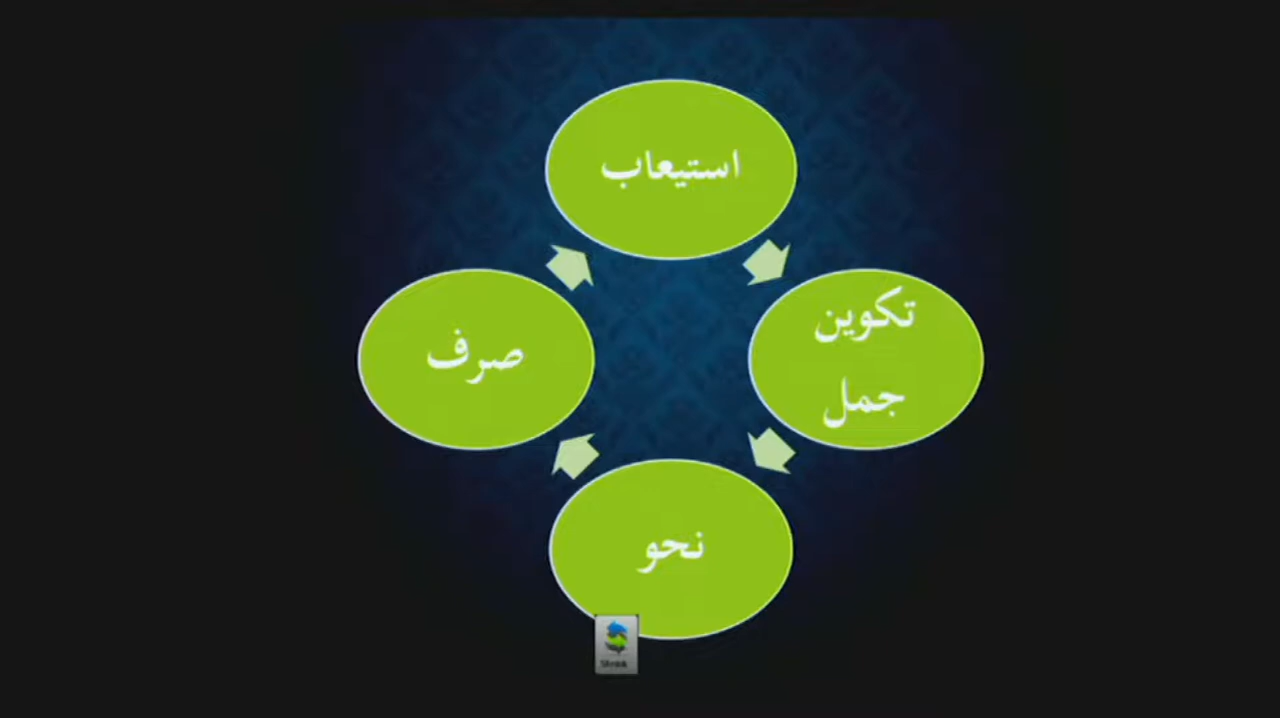 استيعاب
تكوين
جمل
نحو
صرف